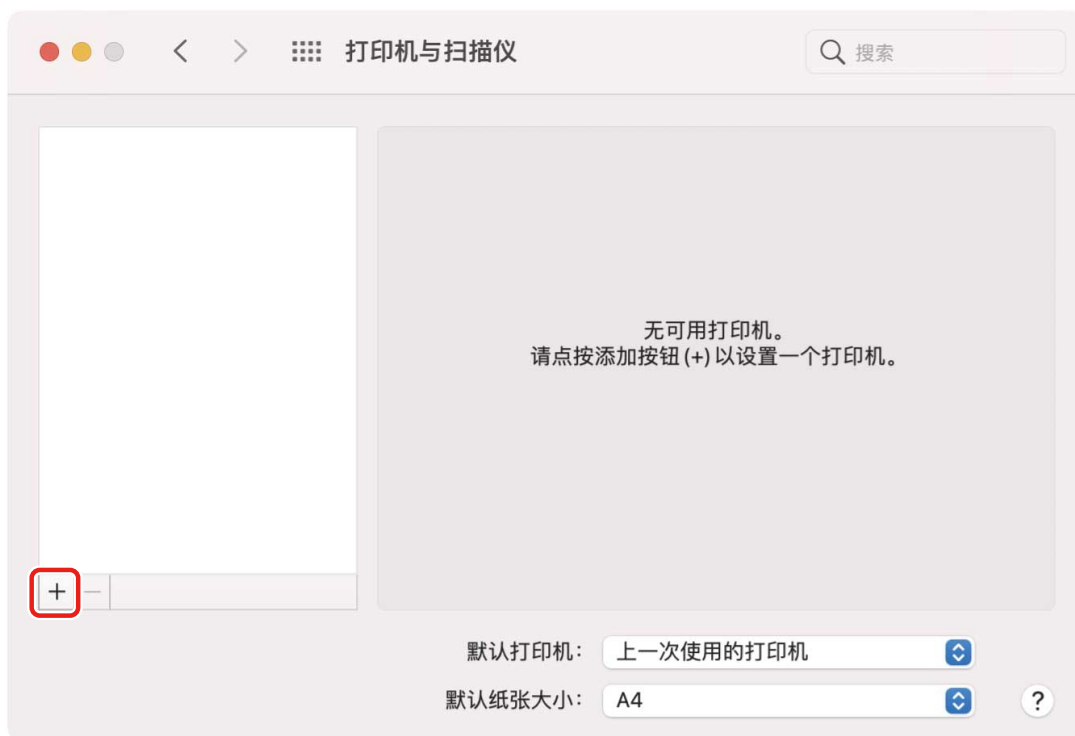 打印机与扫描仪
搜索
无可用打印机。
请点按添加按钮(+)以设置一个打印机。
+ —
默认打印机: 上一次使用的打印机
默认纸张大小: A4
?